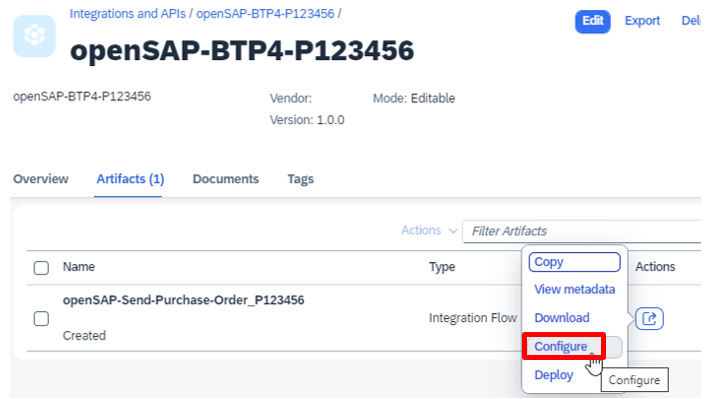 Integrations and APIs / openSAP-BTP4-P123456 /
openSAP-BTP4-P123456
Edit Export
openSAP-BTP4-P123456
Vendor: Mode: Editable
Version: 1.0.0
Overview Artifacts (1) Documents Tags
Actions Filter Artifacts
Name Type Actions
openSAP-Send-Purchase-Order_P123456
Created
Integration Flow
Copy
View metadata
Download
Configure
Deploy
Configure